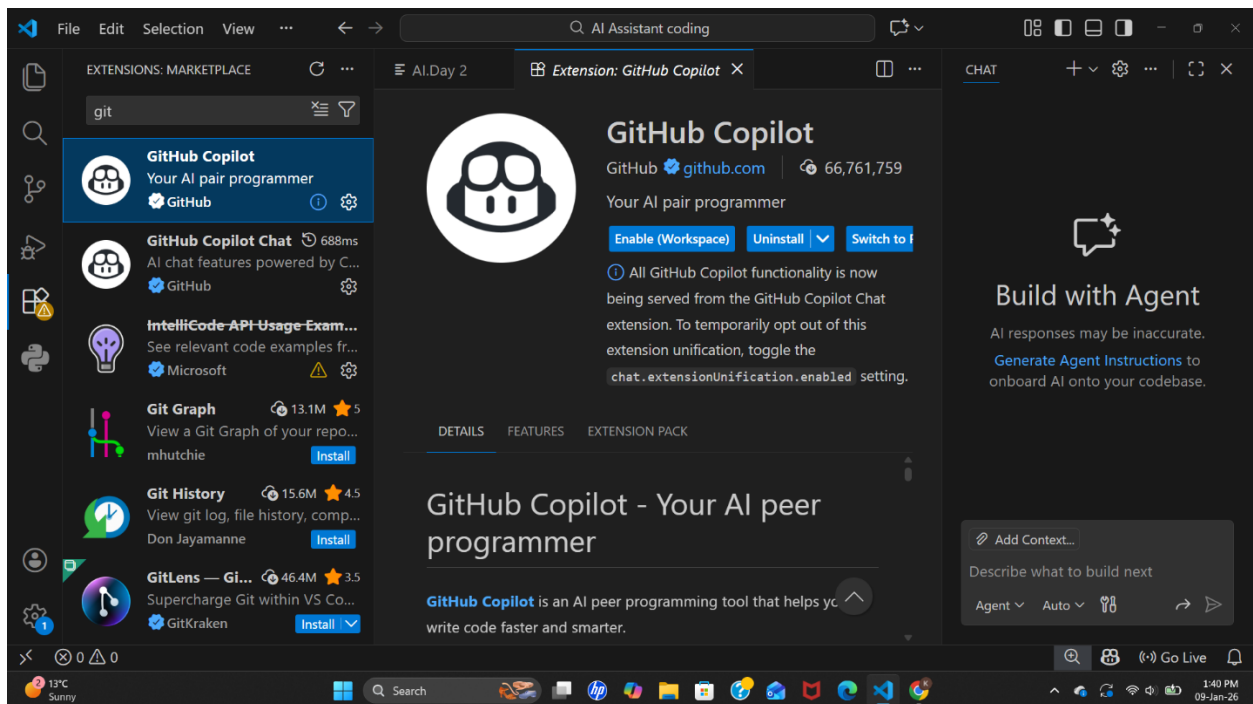 File Edit Selection View ...
AI Assistant coding
EXTENSIONS: MARKETPLACE
git
GitHub Copilot
Your AI pair programmer
GitHub
GitHub Copilot Chat 688ms
AI chat features powered by C...
GitHub
IntelliCode API Usage Exam...
See relevant code examples fr...
Microsoft
Git Graph 13.1M 5
View a Git Graph of your repo...
mhutchie Install
Git History 15.6M 4.5
View git log, file history, comp...
Don Jayamanne Install
GitLens — Gi... 46.4M 3.5
Supercharge Git within VS Co...
GitKraken Install
1
AI.Day 2
Extension: GitHub Copilot
GitHub Copilot
GitHub github.com 66,761,759
Your AI pair programmer
Enable (Workspace) Uninstall Switch to
All GitHub Copilot functionality is now
being served from the GitHub Copilot Chat
extension. To temporarily opt out of this
extension unification, toggle the
chat.extensionUnification.enabled setting.
DETAILS FEATURES EXTENSION PACK
GitHub Copilot - Your AI peer
programmer
GitHub Copilot is an AI peer programming tool that helps
write code faster and smarter.
CHAT
Build with Agent
AI responses may be inaccurate.
Generate Agent Instructions to
onboard AI onto your codebase.
Add Context...
Describe what to build next
Agent Auto
0 0
Go Live
2
13°C
Sunny
Search
hp
1:40 PM
09-Jan-26